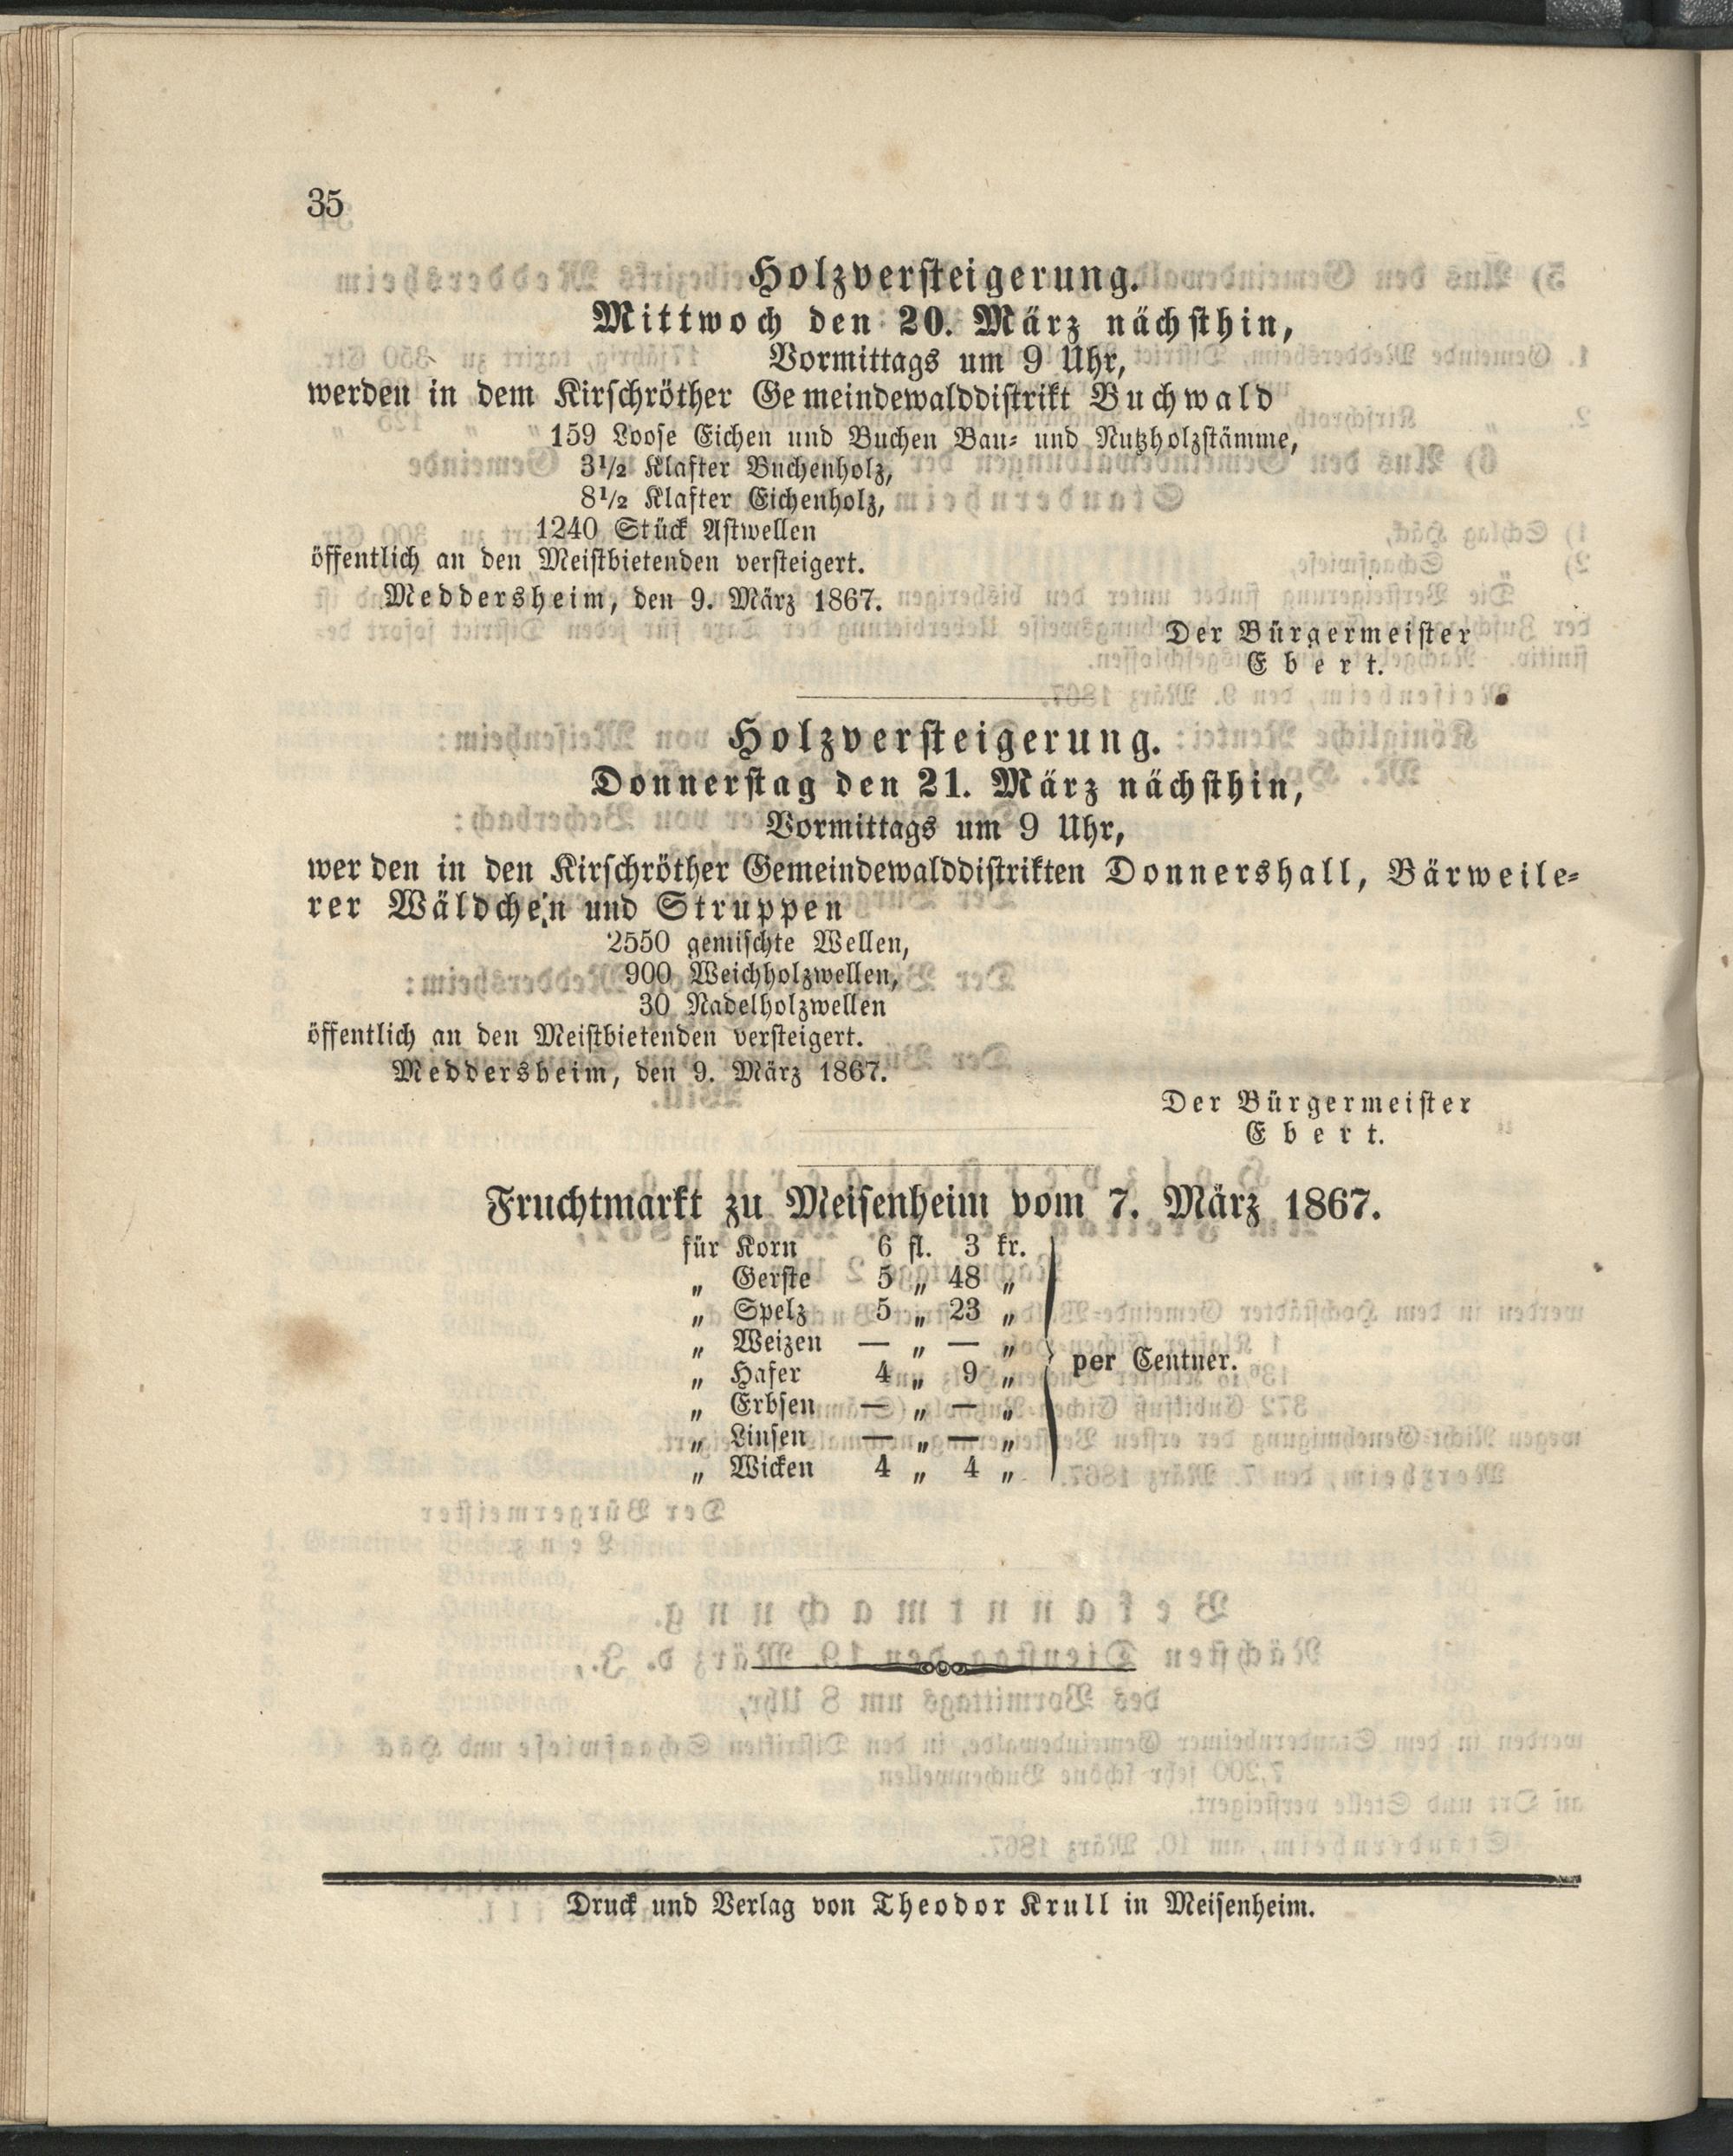 35
Holzversteigerung.
Mittwoch den 20. März nächsthin,
Vormittags um 9 Uhr,
werden in dem Kirschröther Gemeindewalddistrikt Buchwald
159 Loose Eichen und Buchen Bau- und Nutzholzstämme,
3½ Klafter Buchenholz,
8½ Klafter Eichenholz,
1240 Stück Astwellen
öffentlich an den Meistbietenden versteigert.
Meddersheim, den 9. März 1867.
Der Bürgermeister
Ebert.
Holzversteigerung.
Donnerstag den 21. März nächsthin,
Vormittags um 9 Uhr,
werden in den Kirschröther Gemeindewalddistrikten Donnershall, Bärweile-
rer Wäldchen und Struppen
2550 gemischte Wellen,
900 Weichholzwellen,
30 Nadelholzwellen
öffentlich an den Meistbietenden versteigert.
Meddersheim, den 9. März 1867.
Der Bürgermeister
Ebert.
Fruchtmarkt zu Meisenheim vom 7. März 1867.
für Korn 6 fl. 3 kr.
„ Gerste 5 „ 48 „
„ Spelz 5 „ 23 „
„ Weizen — „ — „
per Centner.
„ Hafer 4 „ 9 „
„ Erbsen — „ — „
„ Linsen — „ — „
„ Wicken 4 „ 4 „
Druck und Verlag von Theodor Krull in Meisenheim.